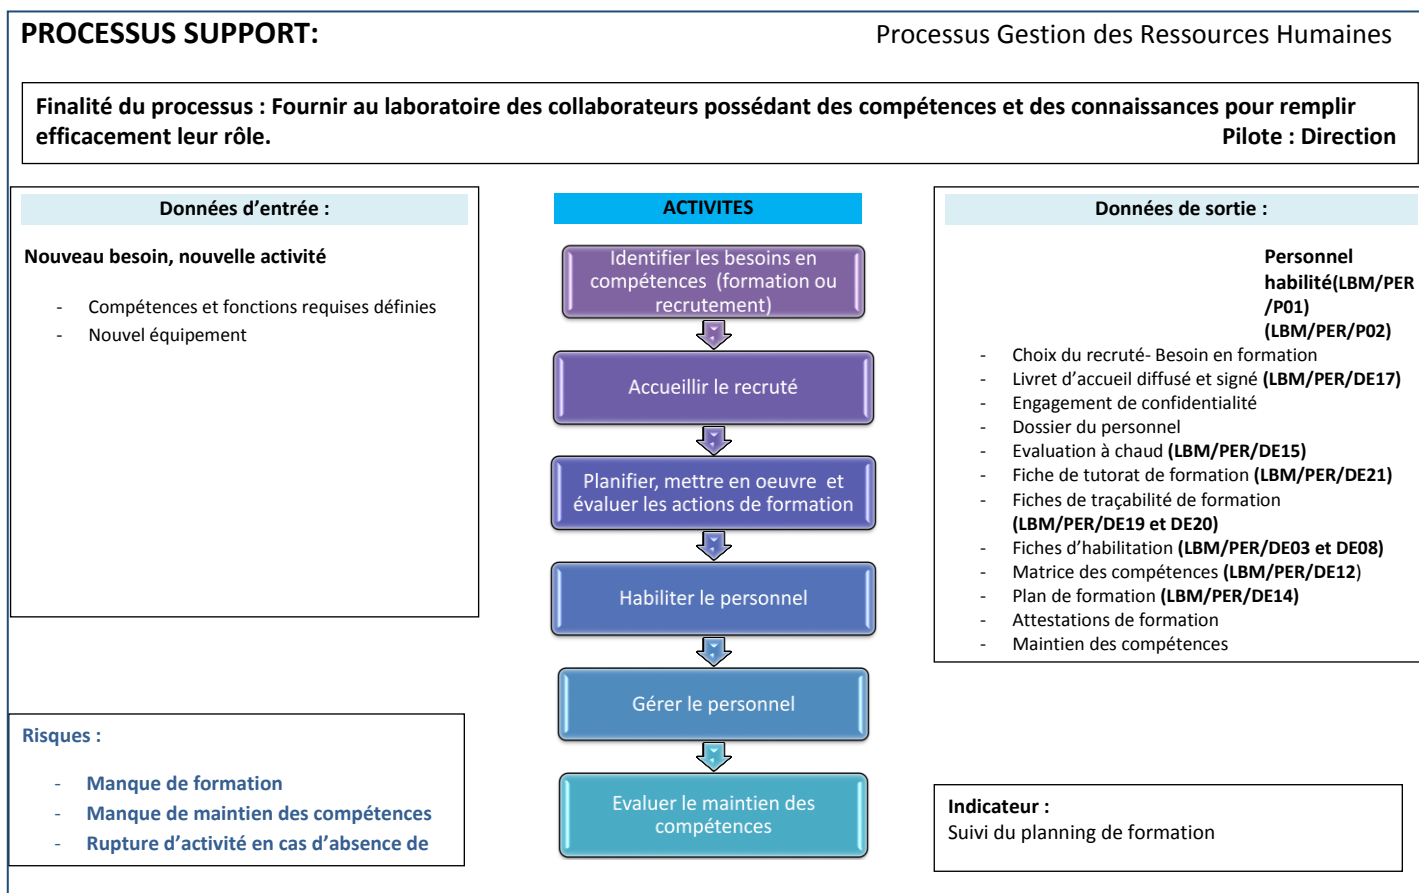 PROCESSUS SUPPORT:
Processus Gestion des Ressources Humaines
Finalité du processus : Fournir au laboratoire des collaborateurs possédant des compétences et des connaissances pour remplir
efficacement leur rôle.
Pilote : Direction
Données d’entrée :
Nouveau besoin, nouvelle activité
- Compétences et fonctions requises définies
- Nouvel équipement
Risques :
- Manque de formation
- Manque de maintien des compétences
- Rupture d’activité en cas d’absence de
ACTIVITES
Identifier les besoins en
compétences (formation ou
recrutement)
Accueillir le recruté
Planifier, mettre en oeuvre et
évaluer les actions de formation
Habiliter le personnel
Gérer le personnel
Evaluer le maintien des
compétences
Données de sortie :
Personnel
habilité(LBM/PER
/P01)
(LBM/PER/P02)
- Choix du recruté- Besoin en formation
- Livret d’accueil diffusé et signé (LBM/PER/DE17)
- Engagement de confidentialité
- Dossier du personnel
- Evaluation à chaud (LBM/PER/DE15)
- Fiche de tutorat de formation (LBM/PER/DE21)
- Fiches de traçabilité de formation
(LBM/PER/DE19 et DE20)
- Fiches d’habilitation (LBM/PER/DE03 et DE08)
- Matrice des compétences (LBM/PER/DE12)
- Plan de formation (LBM/PER/DE14)
- Attestations de formation
- Maintien des compétences
Indicateur :
Suivi du planning de formation